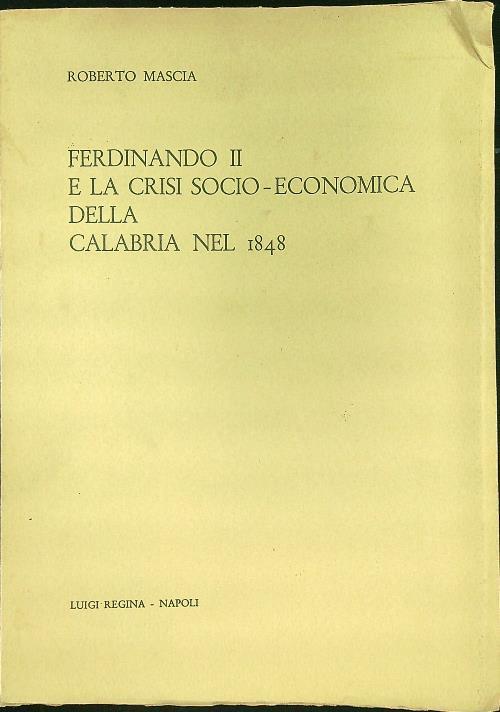 ROBERTO MASCIA
FERDINANDO II
E LA CRISI SOCIO-ECONOMICA
DELLA
CALABRIA NEL 1848
LUIGI REGINA - NAPOLI